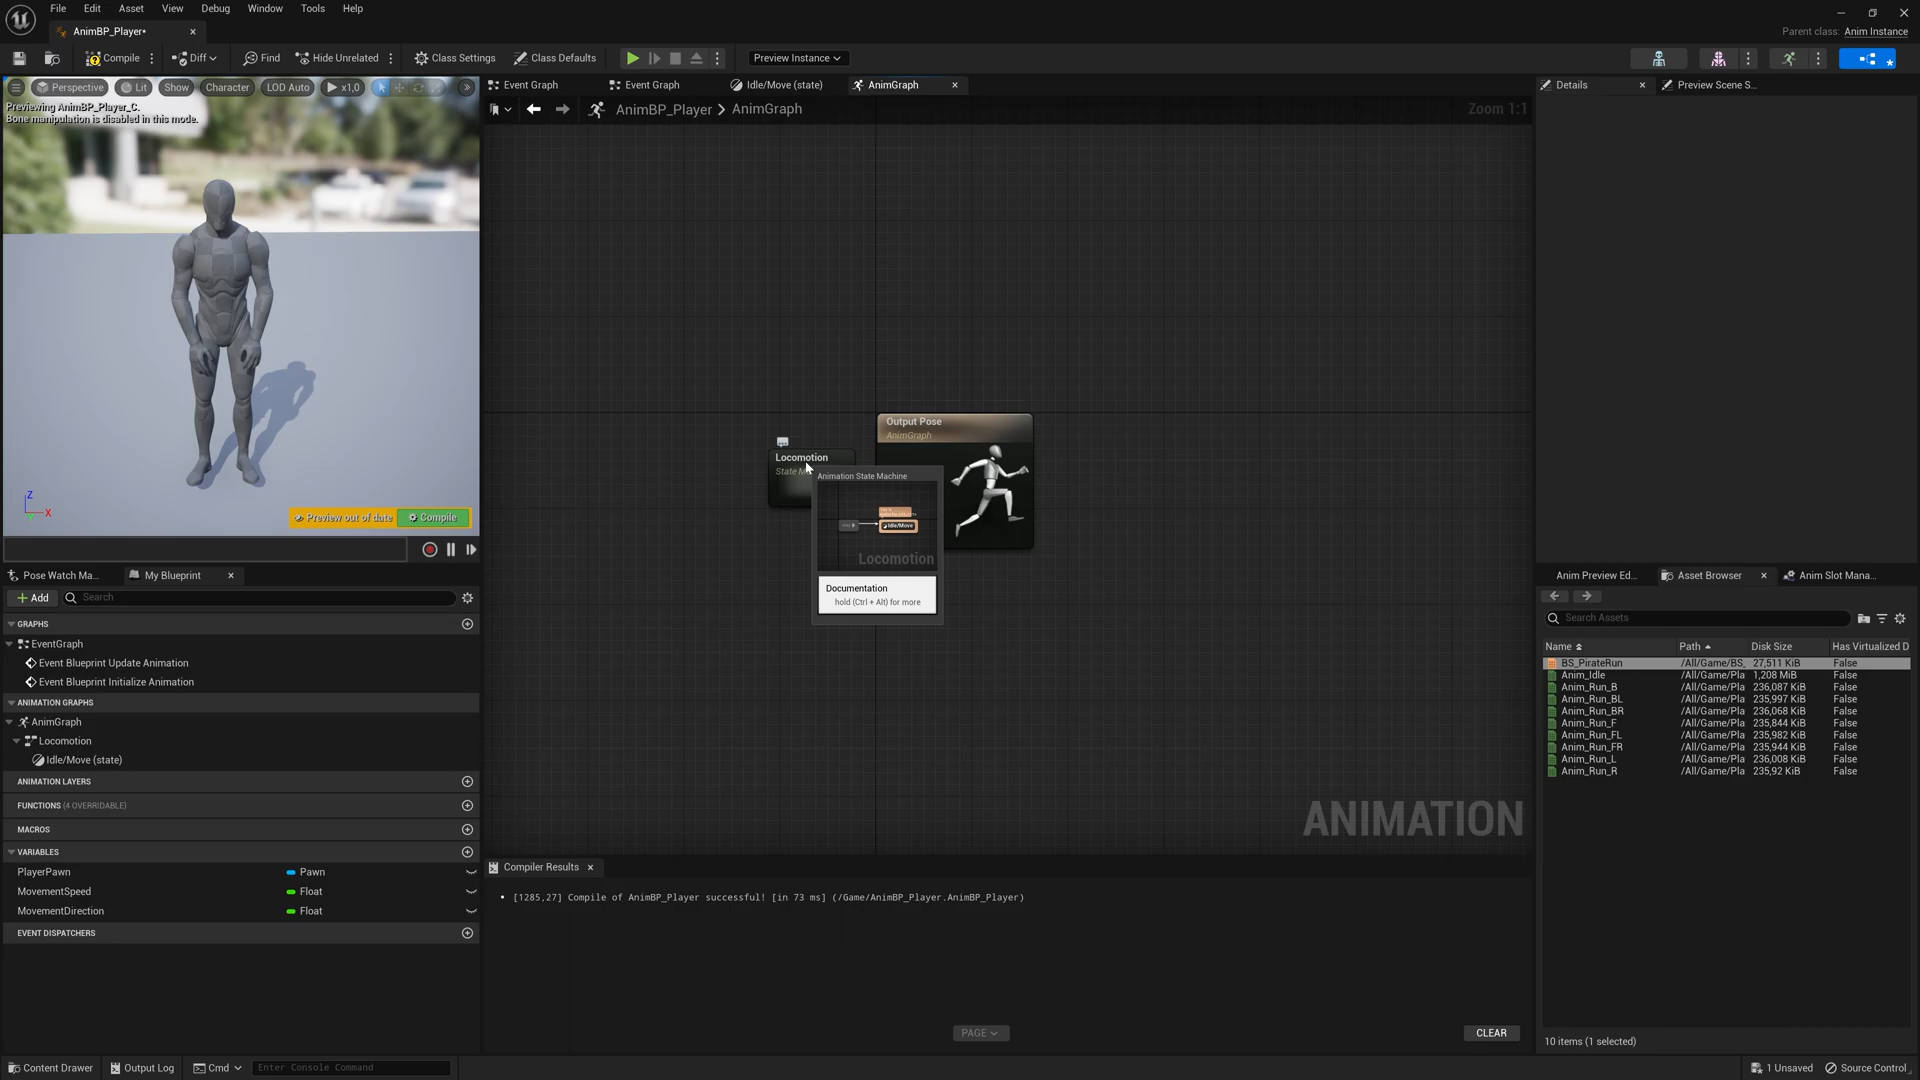 File Edit Asset View Debug Window Tools Help
AnimBP_Player•
Parent class: Anim Instance
Compile Diff Find Hide Unrelated Class Settings Class Defaults Preview Instance
Perspective Lit Show Character LOD Auto x1,0
Previewing AnimBP_Player_C.
Bone manipulation is disabled in this mode.
Z
X
Preview out of date Compile
Event Graph Event Graph Idle/Move (state) AnimGraph
AnimBP_Player > AnimGraph Zoom 1:1
Output Pose
AnimGraph
Locomotion
Animation State Machine
Idle/Move
Locomotion
Documentation
hold (Ctrl + Alt) for more
ANIMATION
Pose Watch Ma... My Blueprint
Add Search
GRAPHS
EventGraph
Event Blueprint Update Animation
Event Blueprint Initialize Animation
ANIMATION GRAPHS
AnimGraph
Locomotion
Idle/Move (state)
ANIMATION LAYERS
FUNCTIONS (4 OVERRIDABLE)
MACROS
VARIABLES
PlayerPawn Pawn
MovementSpeed Float
MovementDirection Float
EVENT DISPATCHERS
Compiler Results
• [1285,27] Compile of AnimBP_Player successful! [in 73 ms] (/Game/AnimBP_Player.AnimBP_Player)
PAGE CLEAR
Details Preview Scene S...
Anim Preview Ed... Asset Browser Anim Slot Mana...
Search Assets
Name Path Disk Size Has Virtualized D
BS_PirateRun /All/Game/BS_ 27,511 KiB False
Anim_Idle /All/Game/Pla 1,208 MiB False
Anim_Run_B /All/Game/Pla 236,087 KiB False
Anim_Run_BL /All/Game/Pla 235,997 KiB False
Anim_Run_BR /All/Game/Pla 236,068 KiB False
Anim_Run_F /All/Game/Pla 235,844 KiB False
Anim_Run_FL /All/Game/Pla 235,982 KiB False
Anim_Run_FR /All/Game/Pla 235,944 KiB False
Anim_Run_L /All/Game/Pla 236,008 KiB False
Anim_Run_R /All/Game/Pla 235,92 KiB False
10 items (1 selected)
Content Drawer Output Log Cmd Enter Console Command 1 Unsaved Source Control